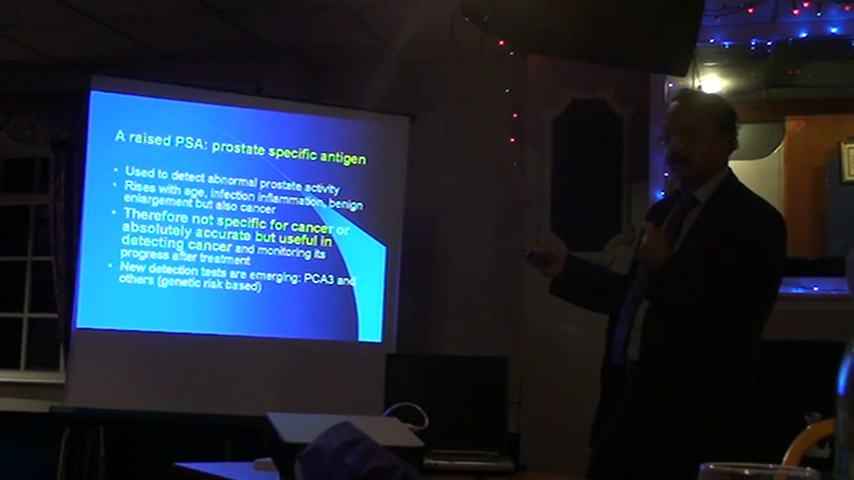 A raised PSA: prostate specific antigen
• Used to detect abnormal prostate activity
• Rises with age, infection inflammation, benign
enlargement but also cancer
• Therefore not specific for cancer or
absolutely accurate but useful in
detecting cancer and monitoring its
progress after treatment
• New detection tests are emerging: PCA3 and
others (genetic risk based)